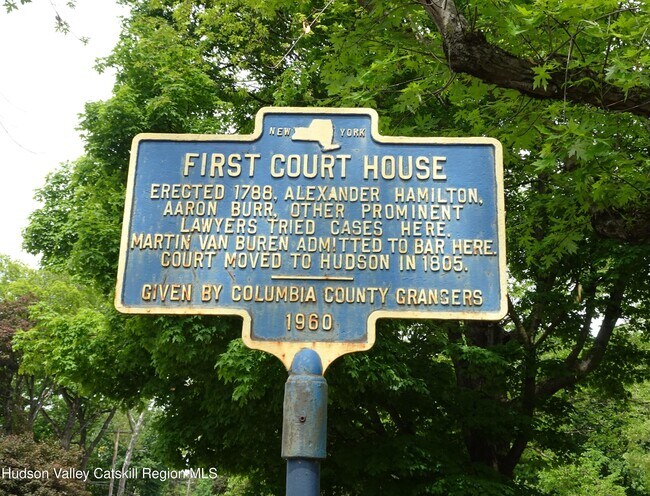 NEW YORK
FIRST COURT HOUSE
ERECTED 1788, ALEXANDER HAMILTON,
AARON BURR, OTHER PROMINENT
LAWYERS TRIED CASES HERE.
MARTIN VAN BUREN ADMITTED TO BAR HERE.
COURT MOVED TO HUDSON IN 1805.
GIVEN BY COLUMBIA COUNTY GRANGERS
1960
Hudson Valley Catskill Region MLS